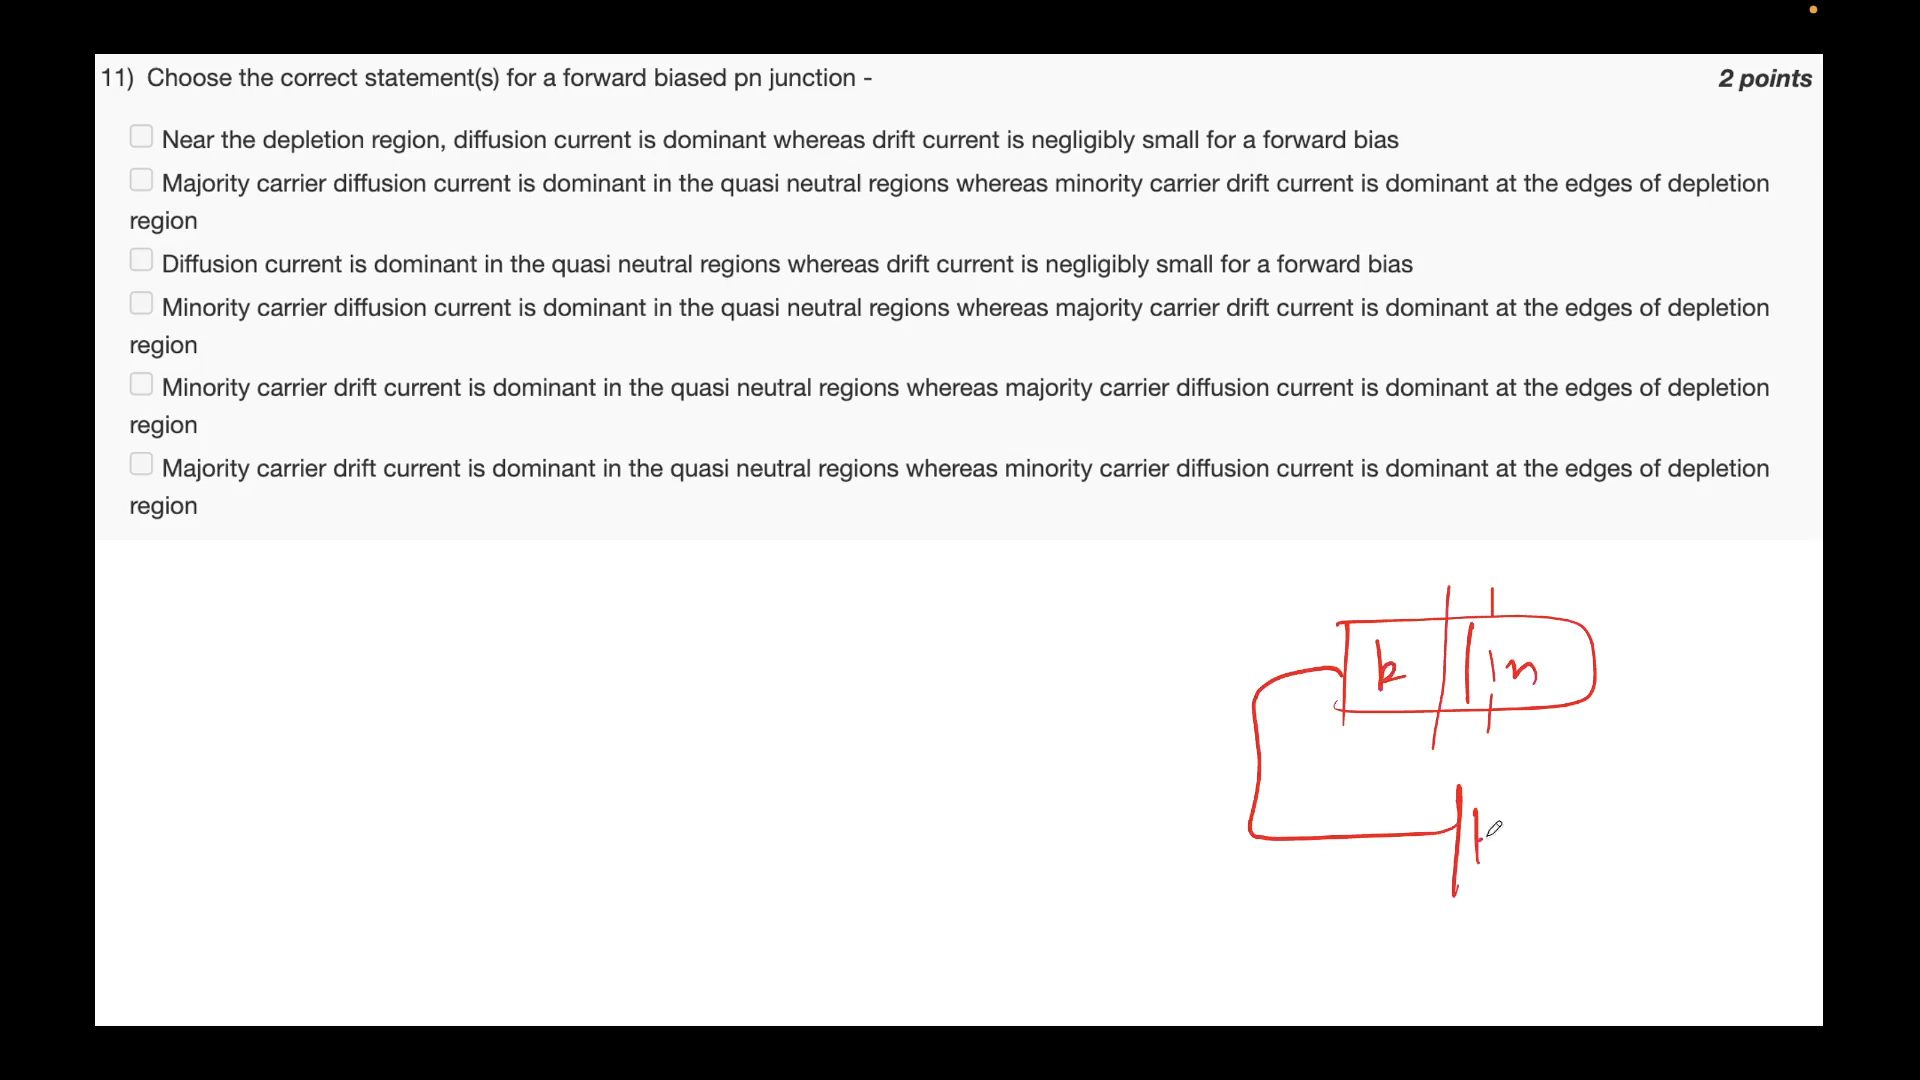 11) Choose the correct statement(s) for a forward biased pn junction -
2 points
Near the depletion region, diffusion current is dominant whereas drift current is negligibly small for a forward bias
Majority carrier diffusion current is dominant in the quasi neutral regions whereas minority carrier drift current is dominant at the edges of depletion
region
Diffusion current is dominant in the quasi neutral regions whereas drift current is negligibly small for a forward bias
Minority carrier diffusion current is dominant in the quasi neutral regions whereas majority carrier drift current is dominant at the edges of depletion
region
Minority carrier drift current is dominant in the quasi neutral regions whereas majority carrier diffusion current is dominant at the edges of depletion
region
Majority carrier drift current is dominant in the quasi neutral regions whereas minority carrier diffusion current is dominant at the edges of depletion
region
p n